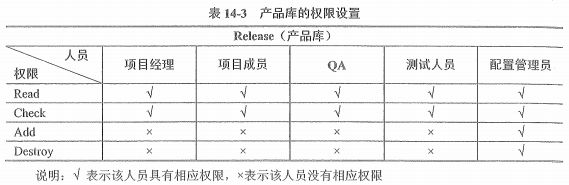 表 14-3 产品库的权限设置
Release（产品库）
人员
权限 项目经理 项目成员 QA 测试人员 配置管理员
Read √ √ √ √ √
Check √ √ √ √ √
Add × × × × √
Destroy × × × × √
说明：√ 表示该人员具有相应权限，×表示该人员没有相应权限